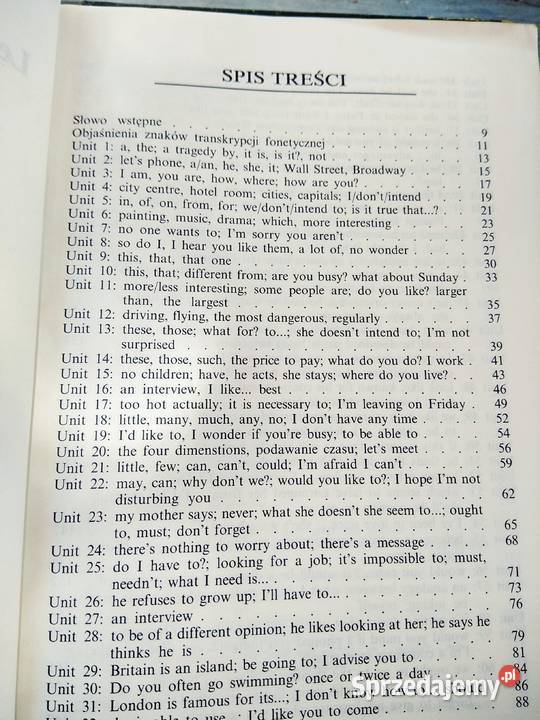 SPIS TREŚCI
Słowo wstępne . . . . . . . . . . . . . . . . 9
Objaśnienia znaków transkrypcji fonetycznej . . . . . . 11
Unit 1: a, the; a tragedy by, it is, is it?, not . . . . . . 13
Unit 2: let's phone, a/an, he, she, it; Wall Street, Broadway . . 15
Unit 3: I am, you are, how, where; how are you? . . . . 17
Unit 4: city centre, hotel room; cities, capitals; I/don't/intend . 19
Unit 5: in, of, on, from, for; we/don't/intend to; is it true that...? . 21
Unit 6: painting, music, drama; which, more interesting . . . 23
Unit 7: no one wants to; I'm sorry you aren't . . . . . . 25
Unit 8: so do I, I hear you like them, a lot of, no wonder . . 27
Unit 9: this, that, that one . . . . . . . . . . . . 30
Unit 10: this, that; different from; are you busy? what about Sunday . 33
Unit 11: more/less interesting; some people are; do you like? larger
than, the largest . . . . . . . . . . . . . . 35
Unit 12: driving, flying, the most dangerous, regularly . . . . 37
Unit 13: these, those; what for? to...; she doesn't intend to; I'm not
surprised . . . . . . . . . . . . . . . . 39
Unit 14: these, those, such, the price to pay; what do you do? I work . 41
Unit 15: no children; have, he acts, she stays; where do you live? . . 43
Unit 16: an interview, I like... best . . . . . . . . . . 46
Unit 17: too hot actually; it is necessary to; I'm leaving on Friday . 49
Unit 18: little, many, much, any, no; I don't have any time . . . 52
Unit 19: I'd like to, I wonder if you're busy; to be able to . . . . 54
Unit 20: the four dimenstions, podawanie czasu; let's meet . . . 56
Unit 21: little, few; can, can't, could; I'm afraid I can't . . . . . 59
Unit 22: may, can; why don't we?; would you like to?; I hope I'm not
disturbing you . . . . . . . . . . . . . . 62
Unit 23: my mother says; never; what she doesn't she seem to...; ought
to, must; don't forget . . . . . . . . . . . . 65
Unit 24: there's nothing to worry about; there's a message . . . . 68
Unit 25: do I have to?; looking for a job; it's impossible to; must,
needn't; what I need is... . . . . . . . . . . . 71
Unit 26: he refuses to grow up; I'll have to... . . . . . . . 73
Unit 27: an interview . . . . . . . . . . . . . . 76
Unit 28: to be of a different opinion; he likes looking at her; he says he
thinks he is . . . . . . . . . . . . . . . 79
Unit 29: Britain is an island; be going to; I advise you to . . . . 81
Unit 30: Do you often go swimming? once or twice a day . . . 84
Unit 31: London is famous for its...; I don't know 86
88
Sprzedajemy.pl